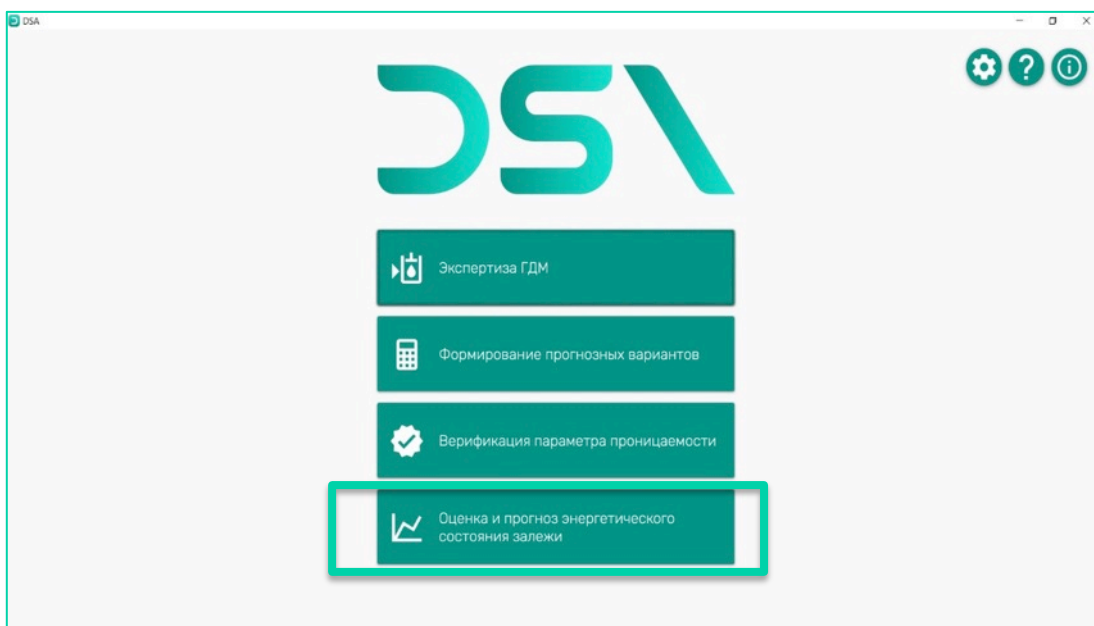 DSA
DSA
Экспертиза ГДМ
Формирование прогнозных вариантов
Верификация параметра проницаемости
Оценка и прогноз энергетического
состояния залежи